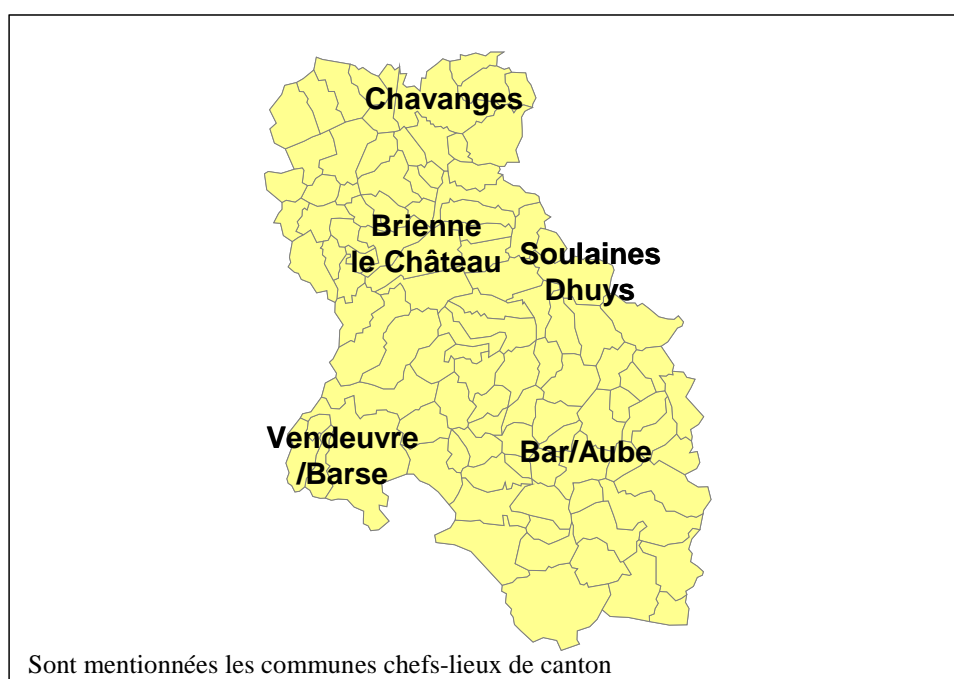 Chavanges
Brienne
le Château
Soulaines
Dhuys
Vendeuvre
/Barse
Bar/Aube
Sont mentionnées les communes chefs-lieux de canton